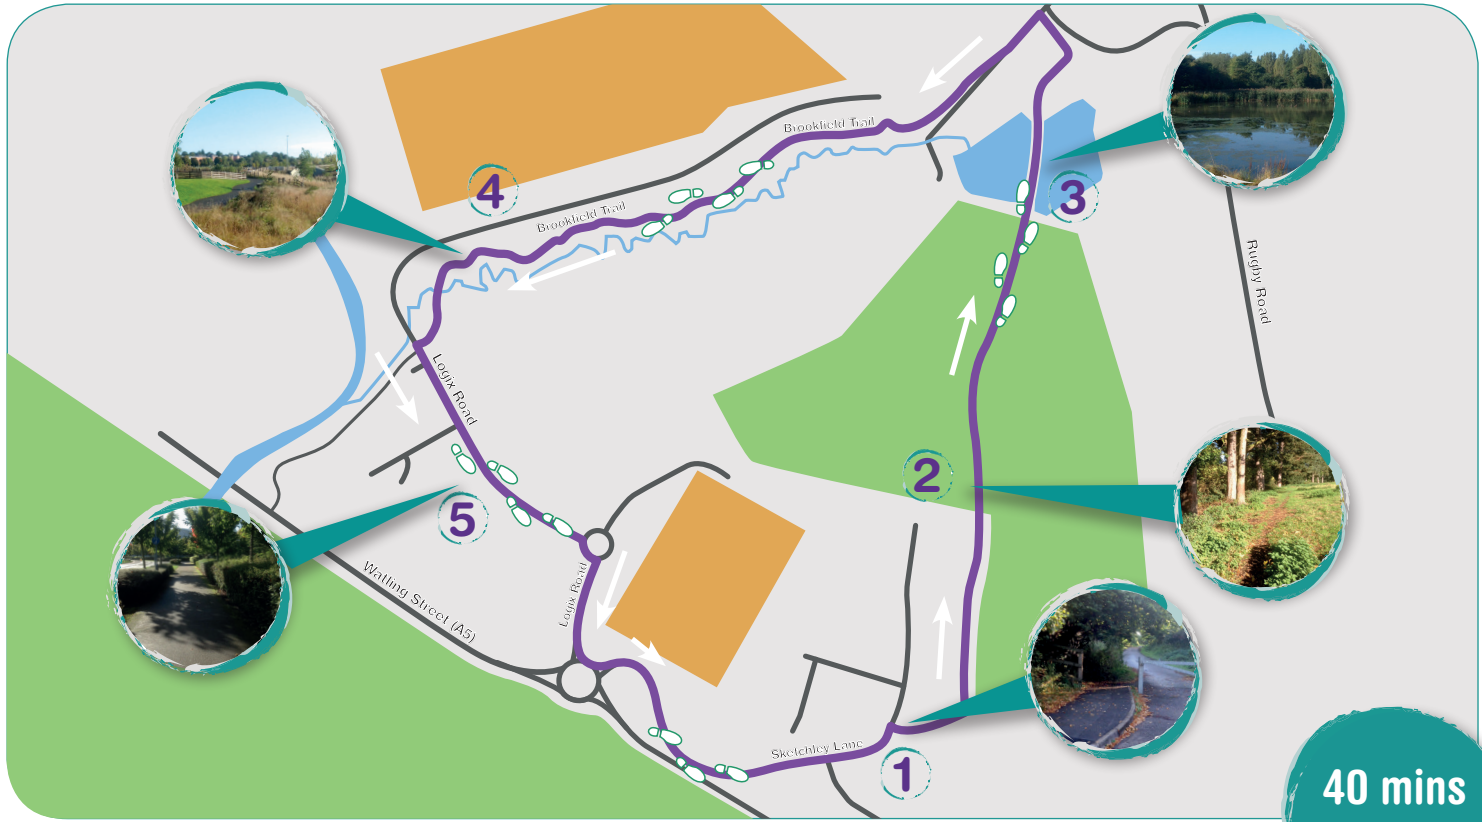 Brookfield Trail
4
3
Brookfield Trail
Rugby Road
Logix Road
2
5
Watling Street (A5)
Logix Road
Sketchley Lane
1
40 mins